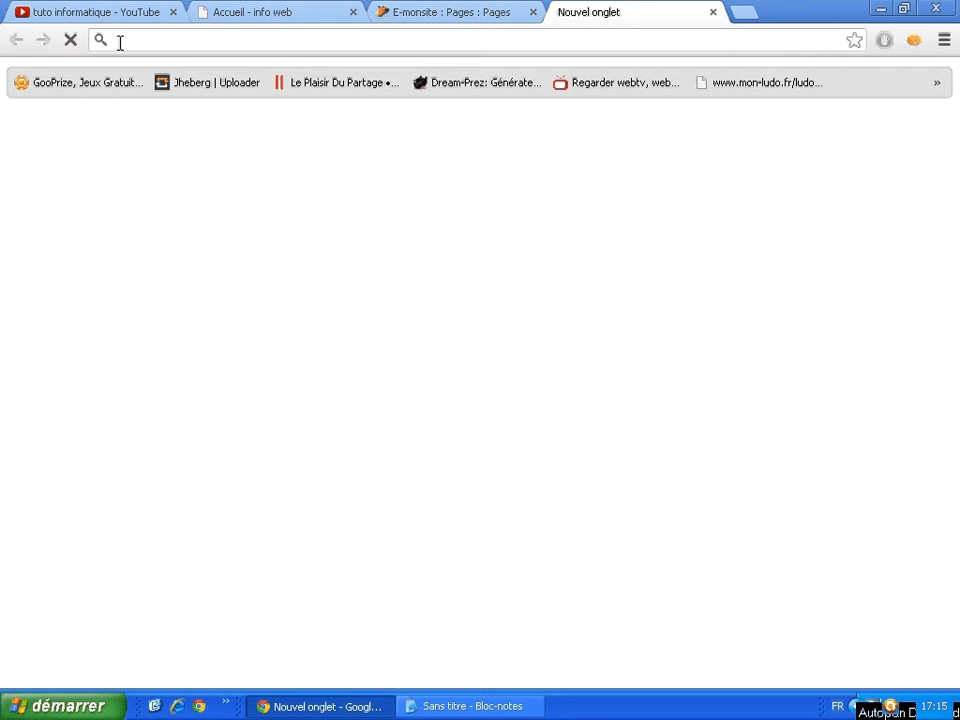 tuto informatique - YouTube
Accueil - info web
E-monsite : Pages : Pages
Nouvel onglet
GooPrize, Jeux Gratuit...
Jheberg | Uploader
Le Plaisir Du Partage •...
Dream-Prez: Générate...
Regarder webtv, web...
www.mon-ludo.fr/ludo...
»
démarrer
»
Nouvel onglet - Googl...
Sans titre - Bloc-notes
FR
17:15
Autopan D